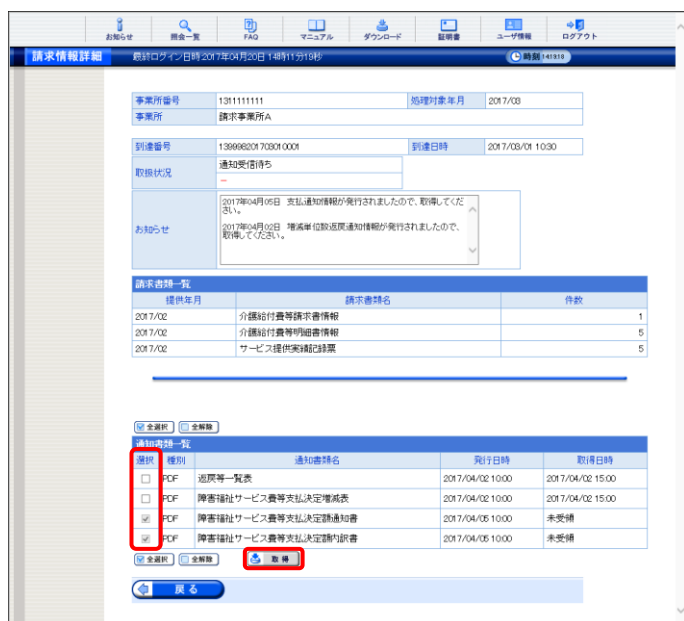 お知らせ 照会一覧 FAQ マニュアル ダウンロード 証明書 ユーザ情報 ログアウト
請求情報詳細 最終ログイン日時:2017年04月20日 14時11分19秒 時刻 14:19:18
事業所番号 1311111111 処理対象年月 2017/03
事業所 請求事業所A
到達番号 139998201703010001 到達日時 2017/03/01 10:30
取扱状況 通知受信待ち
－
お知らせ
2017年04月05日 支払通知情報が発行されましたので、取得してくだ
さい。
2017年04月02日 増減単位数返戻通知情報が発行されましたので、
取得してください。
請求書類一覧
提供年月 請求書類名 件数
2017/02 介護給付費等請求書情報 1
2017/02 介護給付費等明細書情報 5
2017/02 サービス提供実績記録票 5
全選択 全解除
通知書類一覧
選択 種別 通知書類名 発行日時 取得日時
PDF 返戻等一覧表 2017/04/02 10:00 2017/04/02 15:00
PDF 障害福祉サービス費等支払決定増減表 2017/04/02 10:00 2017/04/02 15:00
PDF 障害福祉サービス費等支払決定額通知書 2017/04/05 10:00 未受領
PDF 障害福祉サービス費等支払決定額内訳書 2017/04/05 10:00 未受領
全選択 全解除 取得
戻る